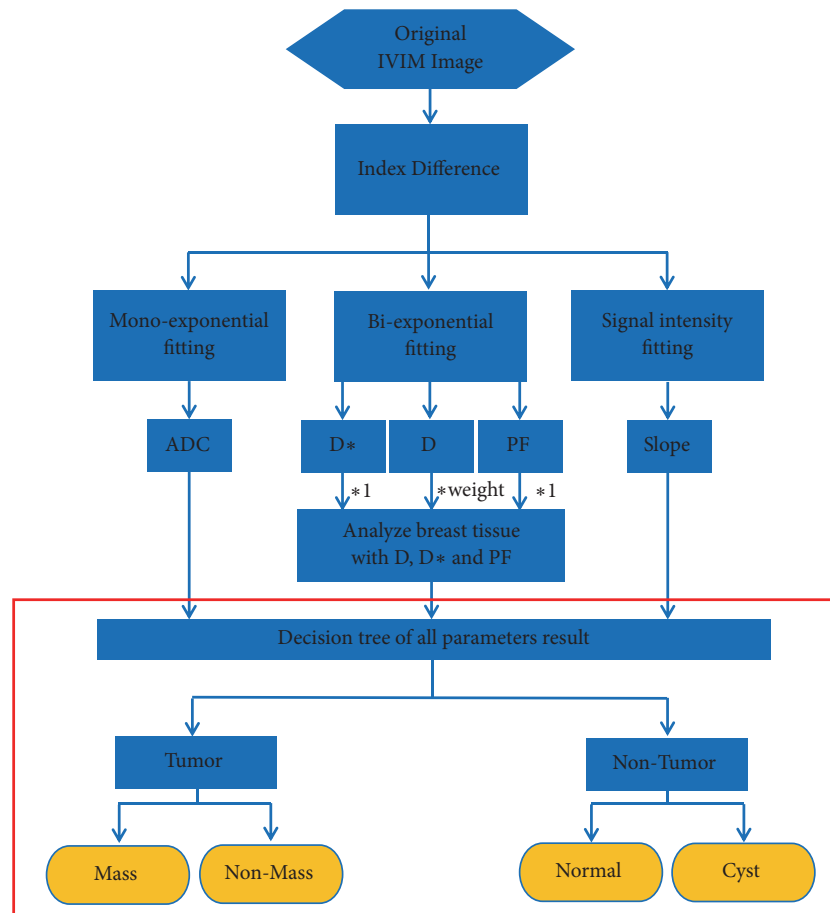 Original
IVIM Image
Index Difference
Mono-exponential
fitting
Bi-exponential
fitting
Signal intensity
fitting
ADC
D*
D
PF
Slope
*1
*weight
*1
Analyze breast tissue
with D, D* and PF
Decision tree of all parameters result
Tumor
Non-Tumor
Mass
Non-Mass
Normal
Cyst